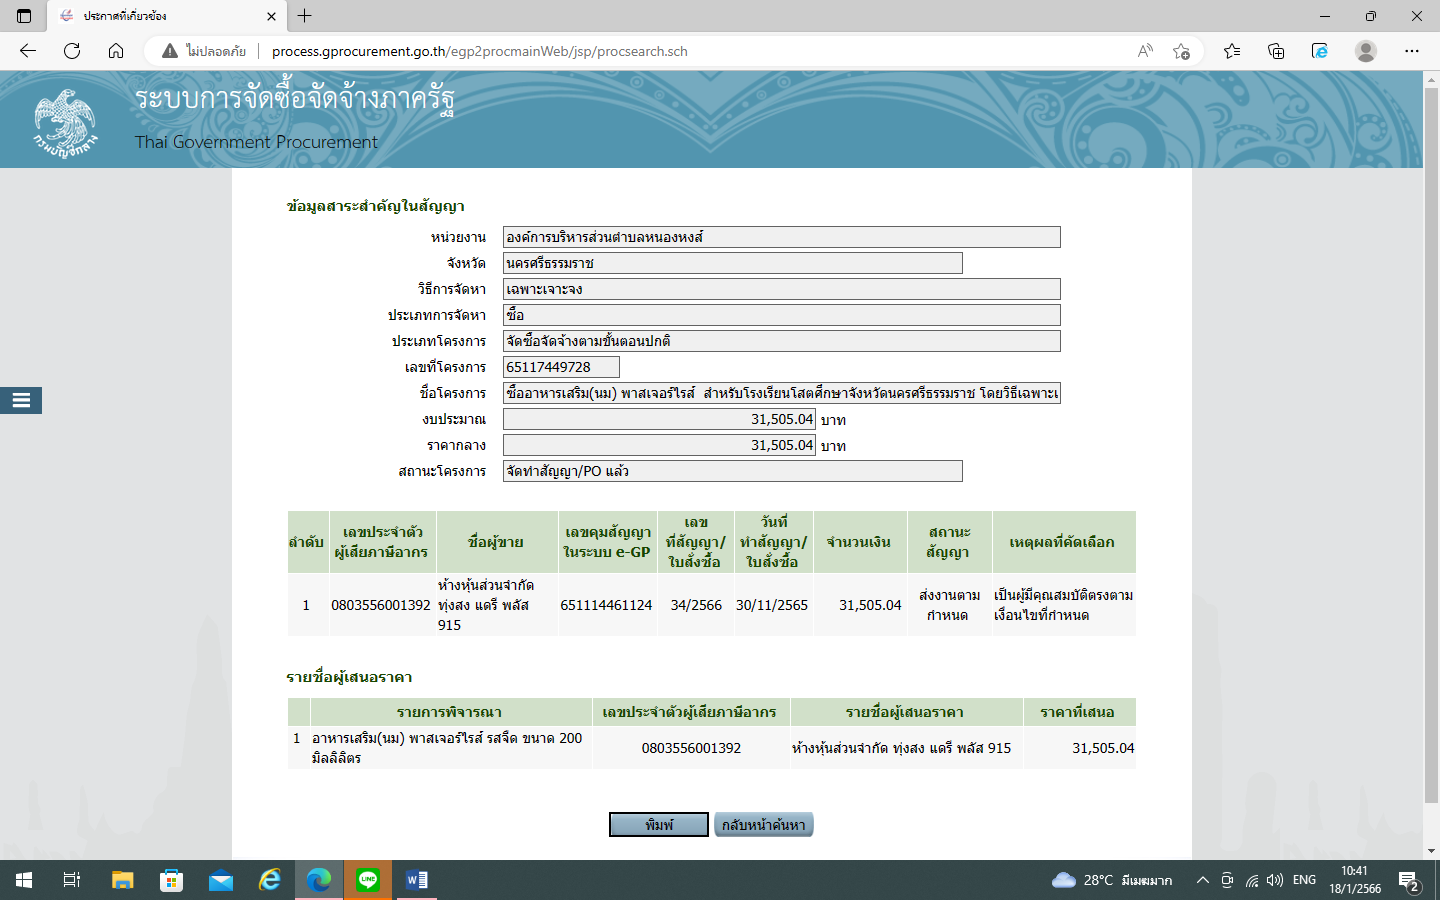 ประกาศที่เกี่ยวข้อง
ไม่ปลอดภัย
process.gprocurement.go.th/egp2procmainWeb/jsp/procsearch.sch
ระบบการจัดซื้อจัดจ้างภาครัฐ
Thai Government Procurement
กรมบัญชีกลาง
ข้อมูลสาระสำคัญในสัญญา
หน่วยงาน องค์การบริหารส่วนตำบลหนองหงส์
จังหวัด นครศรีธรรมราช
วิธีการจัดหา เฉพาะเจาะจง
ประเภทการจัดหา ซื้อ
ประเภทโครงการ จัดซื้อจัดจ้างตามขั้นตอนปกติ
เลขที่โครงการ 65117449728
ชื่อโครงการ ซื้ออาหารเสริม(นม) พาสเจอร์ไรส์ สำหรับโรงเรียนโสตศึกษาจังหวัดนครศรีธรรมราช โดยวิธีเฉพาะเ
งบประมาณ 31,505.04 บาท
ราคากลาง 31,505.04 บาท
สถานะโครงการ จัดทำสัญญา/PO แล้ว
ลำดับ เลขประจำตัวผู้เสียภาษีอากร ชื่อผู้ขาย เลขคุมสัญญาในระบบ e-GP เลขที่สัญญา/ใบสั่งซื้อ วันที่ทำสัญญา/ใบสั่งซื้อ จำนวนเงิน สถานะสัญญา เหตุผลที่คัดเลือก
1 0803556001392 ห้างหุ้นส่วนจำกัด ทุ่งสง แดรี่ พลัส 915 651114461124 34/2566 30/11/2565 31,505.04 ส่งงานตามกำหนด เป็นผู้มีคุณสมบัติตรงตามเงื่อนไขที่กำหนด
รายชื่อผู้เสนอราคา
รายการพิจารณา เลขประจำตัวผู้เสียภาษีอากร รายชื่อผู้เสนอราคา ราคาที่เสนอ
1 อาหารเสริม(นม) พาสเจอร์ไรส์ รสจืด ขนาด 200 มิลลิลิตร 0803556001392 ห้างหุ้นส่วนจำกัด ทุ่งสง แดรี่ พลัส 915 31,505.04
พิมพ์ กลับหน้าค้นหา
28°C มีเมฆมาก ENG 10:41
18/1/2566 2